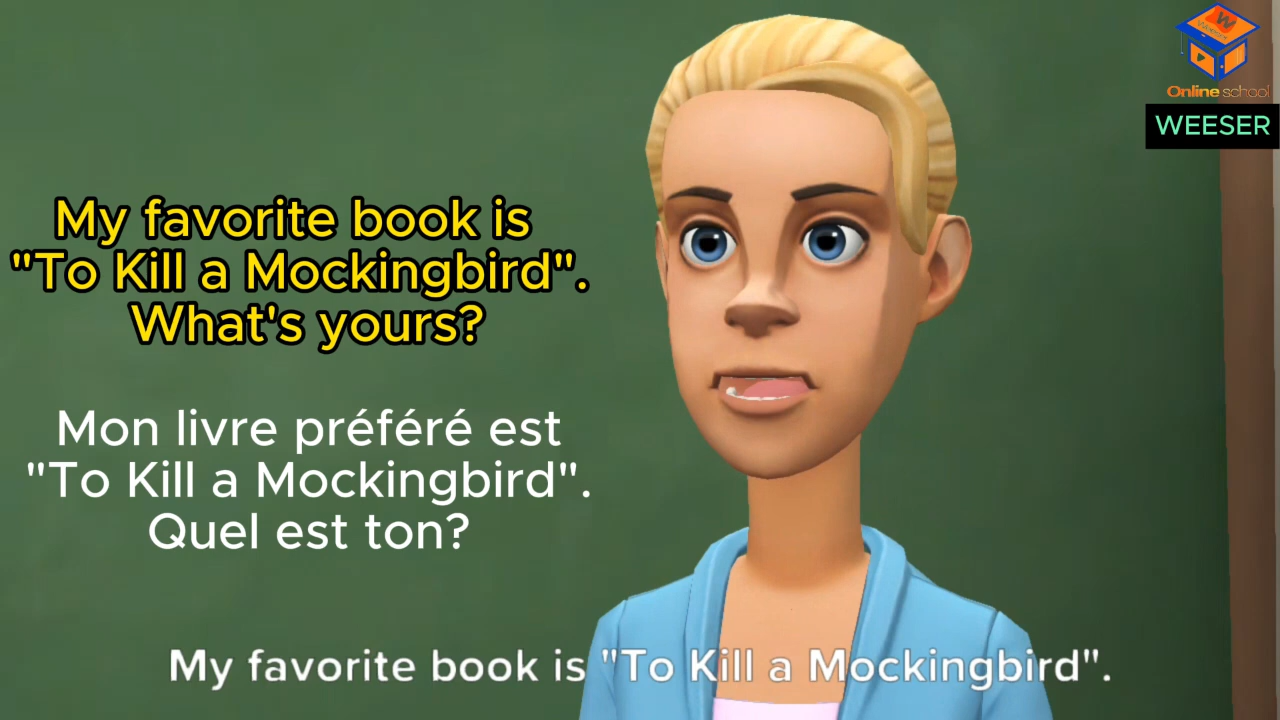 Online school
WEESER
My favorite book is
"To Kill a Mockingbird".
What's yours?
Mon livre préféré est
"To Kill a Mockingbird".
Quel est ton?
My favorite book is "To Kill a Mockingbird".